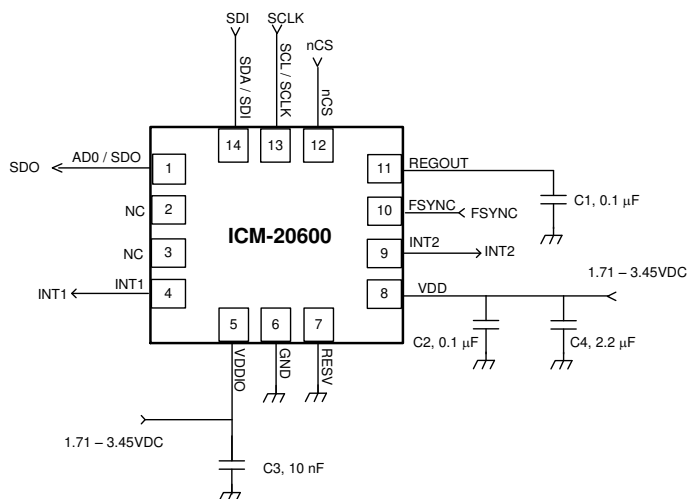 SDI
SCLK
nCS
SDA / SDI
SCL / SCLK
nCS
14
13
12
SDO
AD0 / SDO
1
11
REGOUT
C1, 0.1 µF
NC
2
10
FSYNC
FSYNC
ICM-20600
NC
3
9
INT2
INT2
INT1
INT1
4
8
VDD
1.71 – 3.45VDC
5
6
7
C2, 0.1 µF
C4, 2.2 µF
VDDIO
GND
RESV
1.71 – 3.45VDC
C3, 10 nF